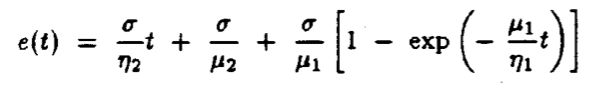 e(t) = σ/η₂ t + σ/μ₂ + σ/μ₁ [1 − exp (− μ₁/η₁ t)]